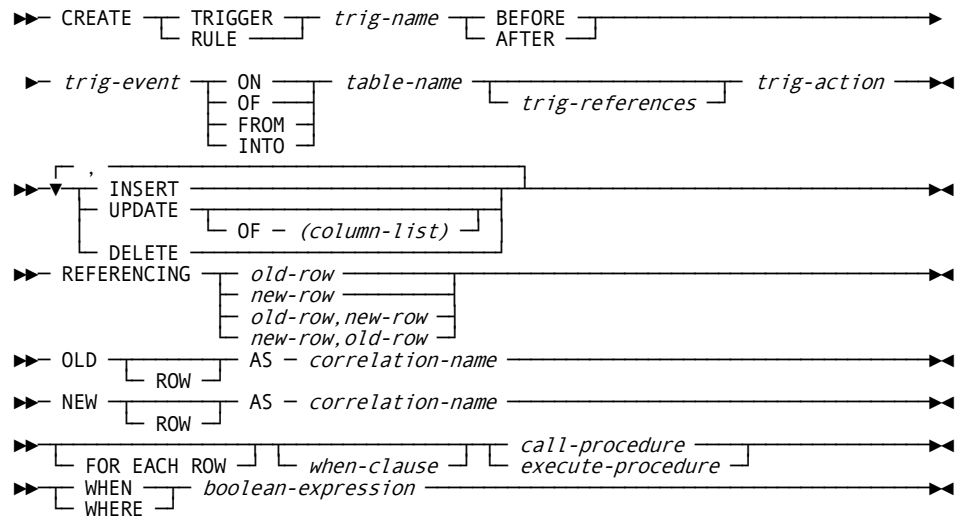 CREATE TRIGGER trig-name BEFORE
RULE AFTER
trig-event ON table-name trig-action
OF trig-references
FROM
INTO
,
INSERT
UPDATE
OF (column-list)
DELETE
REFERENCING old-row
new-row
old-row,new-row
new-row,old-row
OLD AS correlation-name
ROW
NEW AS correlation-name
ROW
call-procedure
FOR EACH ROW when-clause execute-procedure
WHEN boolean-expression
WHERE